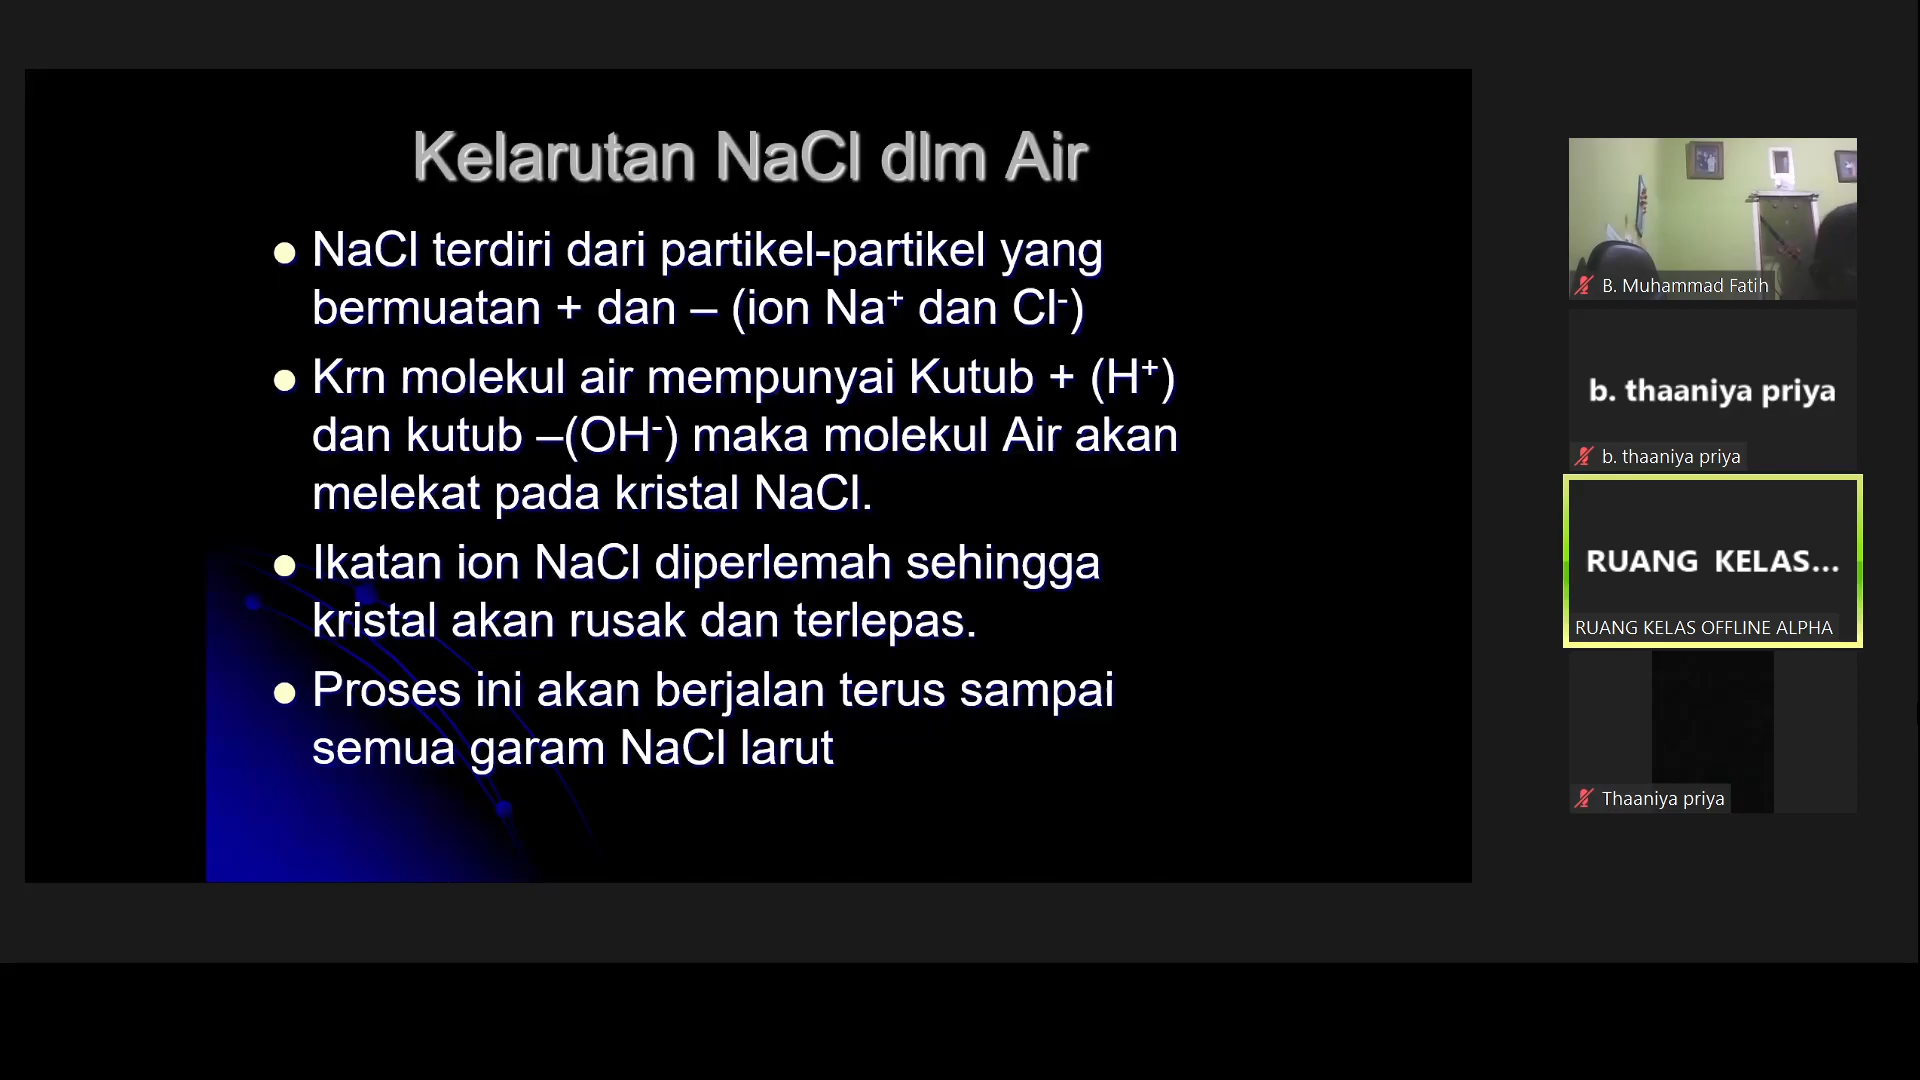 Kelarutan NaCl dlm Air
● NaCl terdiri dari partikel-partikel yang
bermuatan + dan – (ion Na⁺ dan Cl⁻)
● Krn molekul air mempunyai Kutub + (H⁺)
dan kutub –(OH⁻) maka molekul Air akan
melekat pada kristal NaCl.
● Ikatan ion NaCl diperlemah sehingga
kristal akan rusak dan terlepas.
● Proses ini akan berjalan terus sampai
semua garam NaCl larut
B. Muhammad Fatih
b. thaaniya priya
b. thaaniya priya
RUANG KELAS...
RUANG KELAS OFFLINE ALPHA
Thaaniya priya